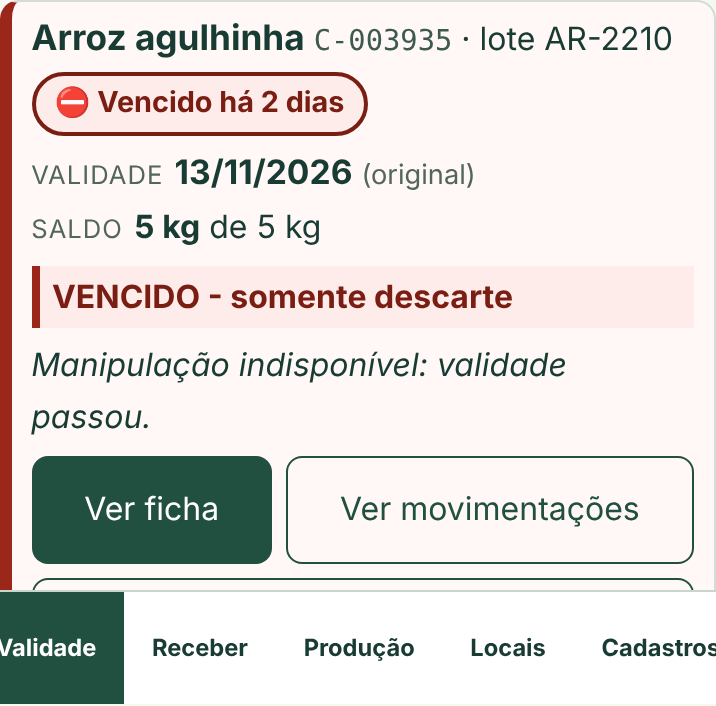 Arroz agulhinha C-003935 · lote AR-2210
⛔ Vencido há 2 dias
VALIDADE 13/11/2026 (original)
SALDO 5 kg de 5 kg
VENCIDO - somente descarte
Manipulação indisponível: validade
passou.
Ver ficha Ver movimentações
Validade Receber Produção Locais Cadastros